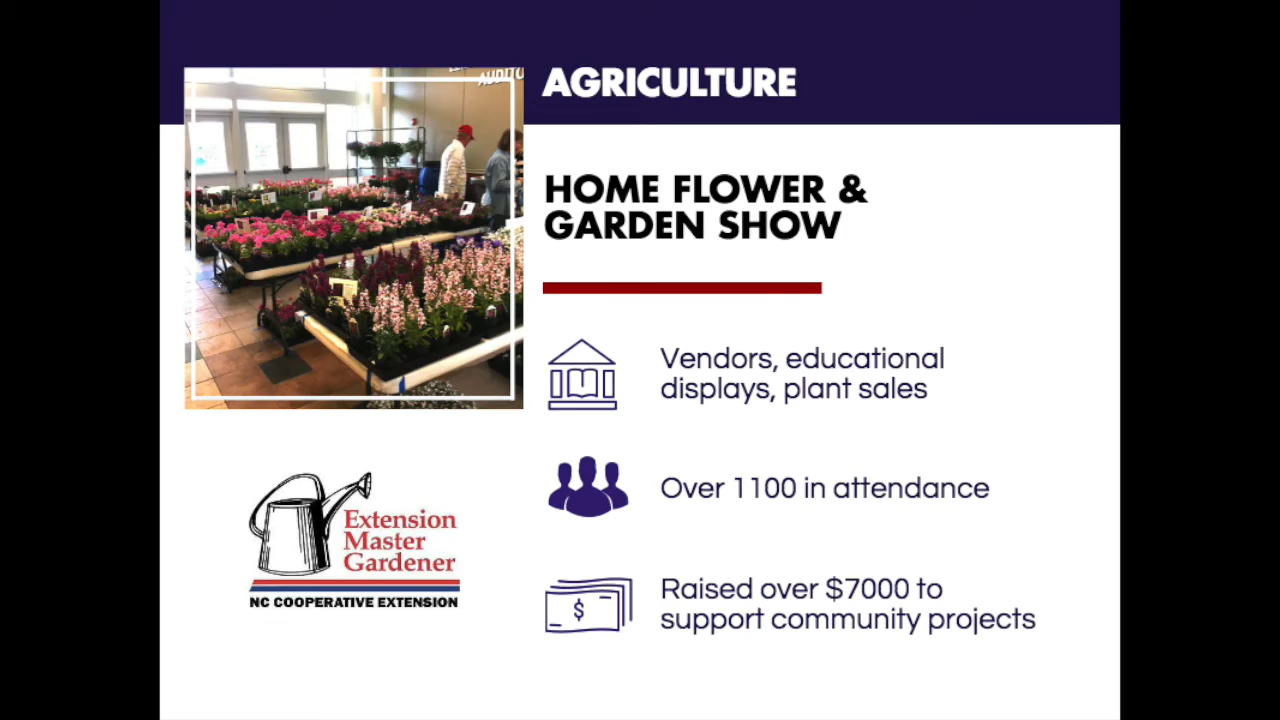 AGRICULTURE
HOME FLOWER &
GARDEN SHOW
Vendors, educational
displays, plant sales
Over 1100 in attendance
$
Raised over $7000 to
support community projects
Extension
Master
Gardener
NC COOPERATIVE EXTENSION